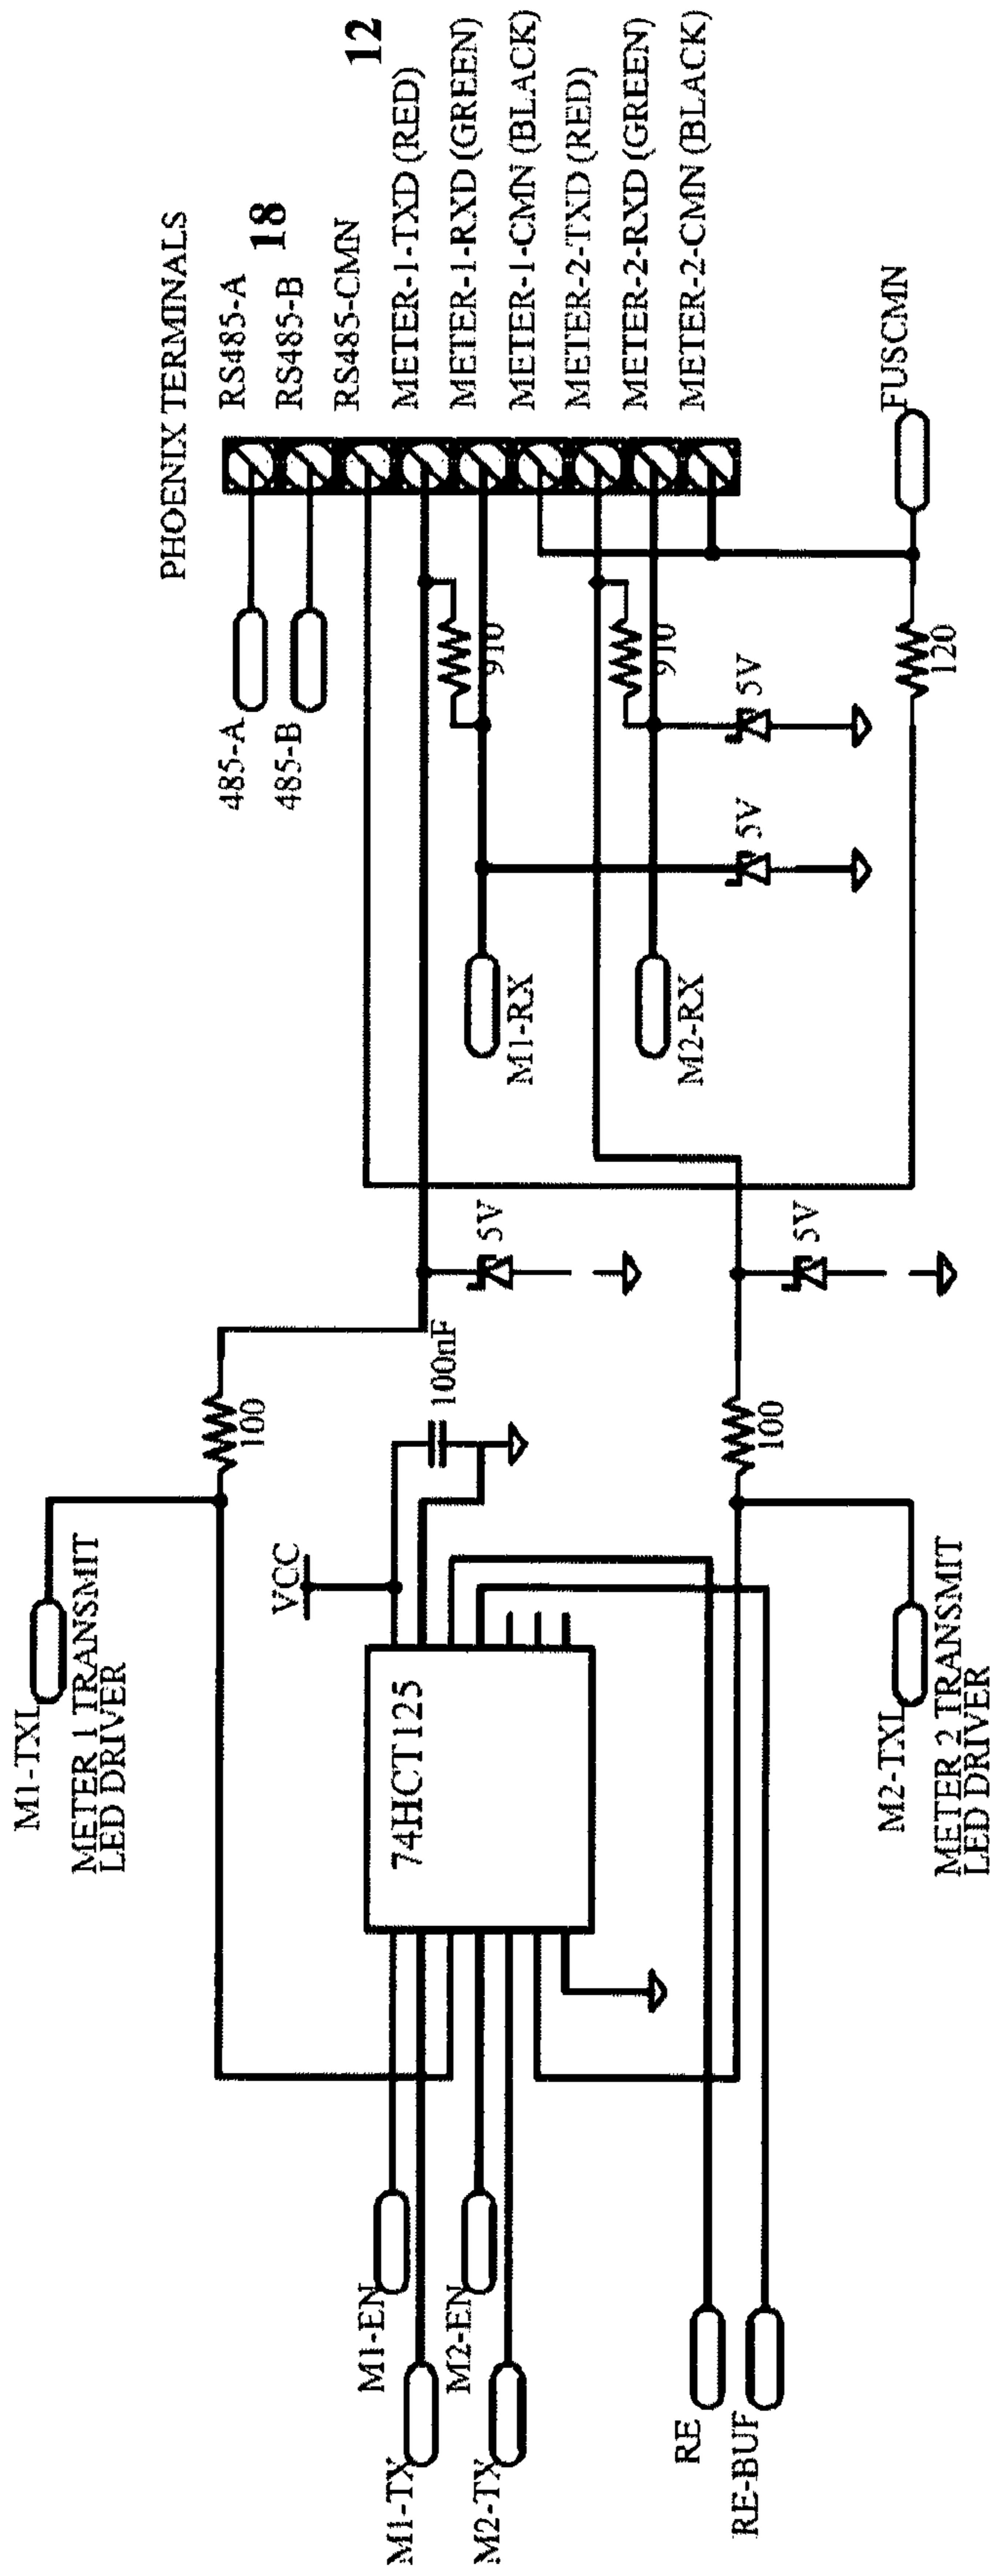 PHOENIX TERMINALS
RS485-A
18
RS485-B
RS485-CMN
12
METER-1-TXD (RED)
METER-1-RXD (GREEN)
METER-1-CMN (BLACK)
METER-2-TXD (RED)
METER-2-RXD (GREEN)
METER-2-CMN (BLACK)
FUSCMN
485-A
485-B
910
910
5V
5V
120
M1-RX
M2-RX
5V
5V
100nF
100
100
VCC
74HCT125
M1-TXL
METER 1 TRANSMIT
LED DRIVER
M2-TXL
METER 2 TRANSMIT
LED DRIVER
M1-EN
M1-TX
M2-EN
M2-TX
RE
RE-BUF